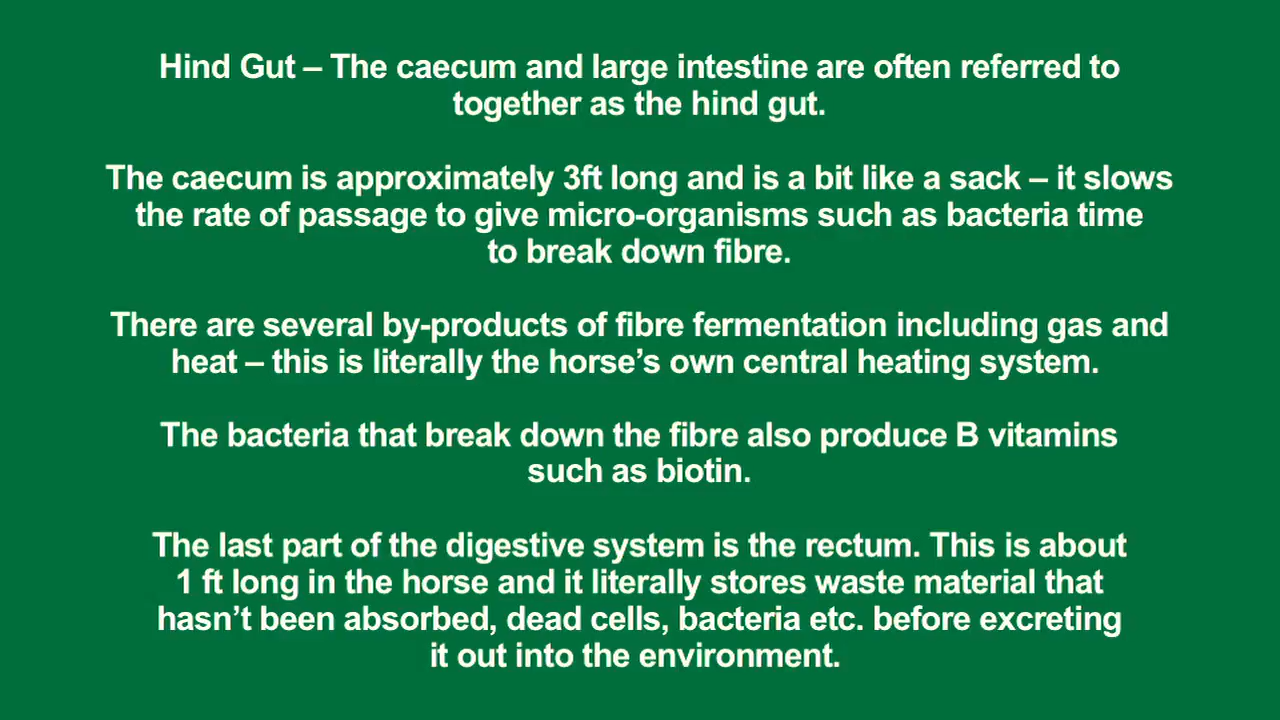 Hind Gut – The caecum and large intestine are often referred to
together as the hind gut.
The caecum is approximately 3ft long and is a bit like a sack – it slows
the rate of passage to give micro-organisms such as bacteria time
to break down fibre.
There are several by-products of fibre fermentation including gas and
heat – this is literally the horse’s own central heating system.
The bacteria that break down the fibre also produce B vitamins
such as biotin.
The last part of the digestive system is the rectum. This is about
1 ft long in the horse and it literally stores waste material that
hasn’t been absorbed, dead cells, bacteria etc. before excreting
it out into the environment.